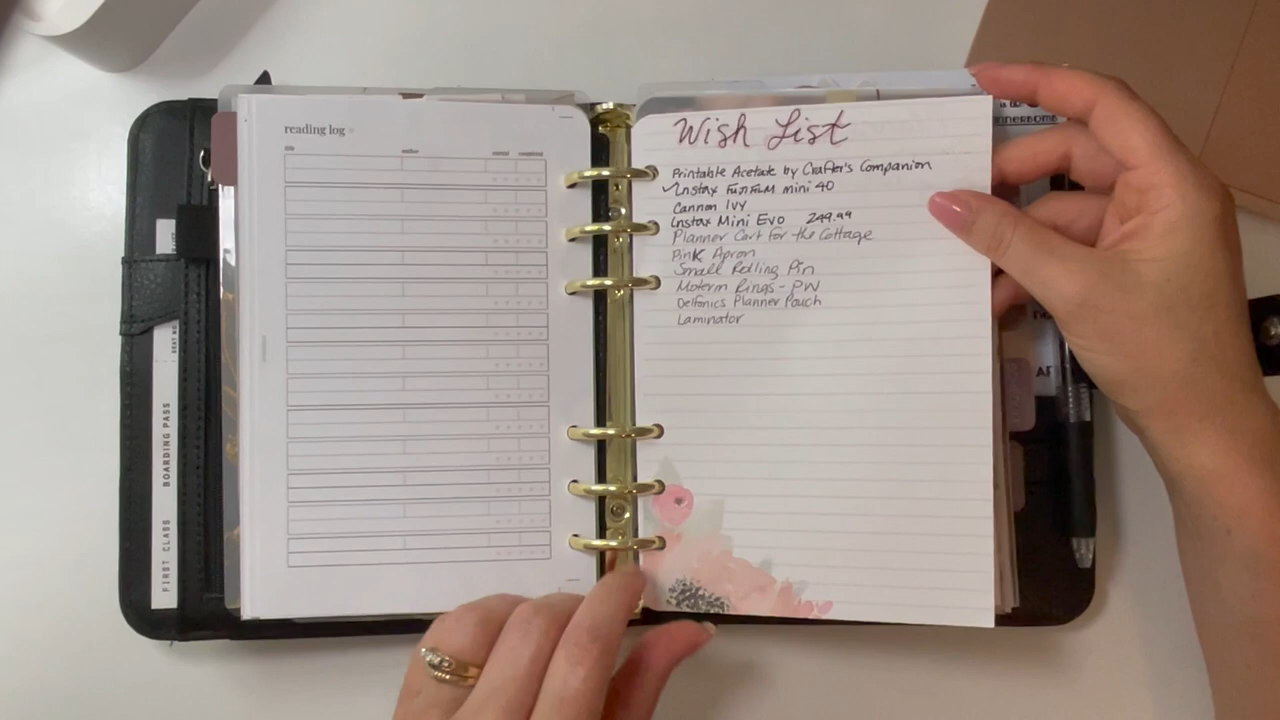 reading log
title author
Wish List
Printable Acetate by Crafter's Companion
✓Instax FUJIFILM mini 40
Cannon Ivy
Instax Mini Evo 249.99
Planner Cart for the Cottage
Pink Apron
Small Rolling Pin
Moterm Rings - PW
Delfonics Planner Pouch
Laminator
FIRST CLASS BOARDING PASS